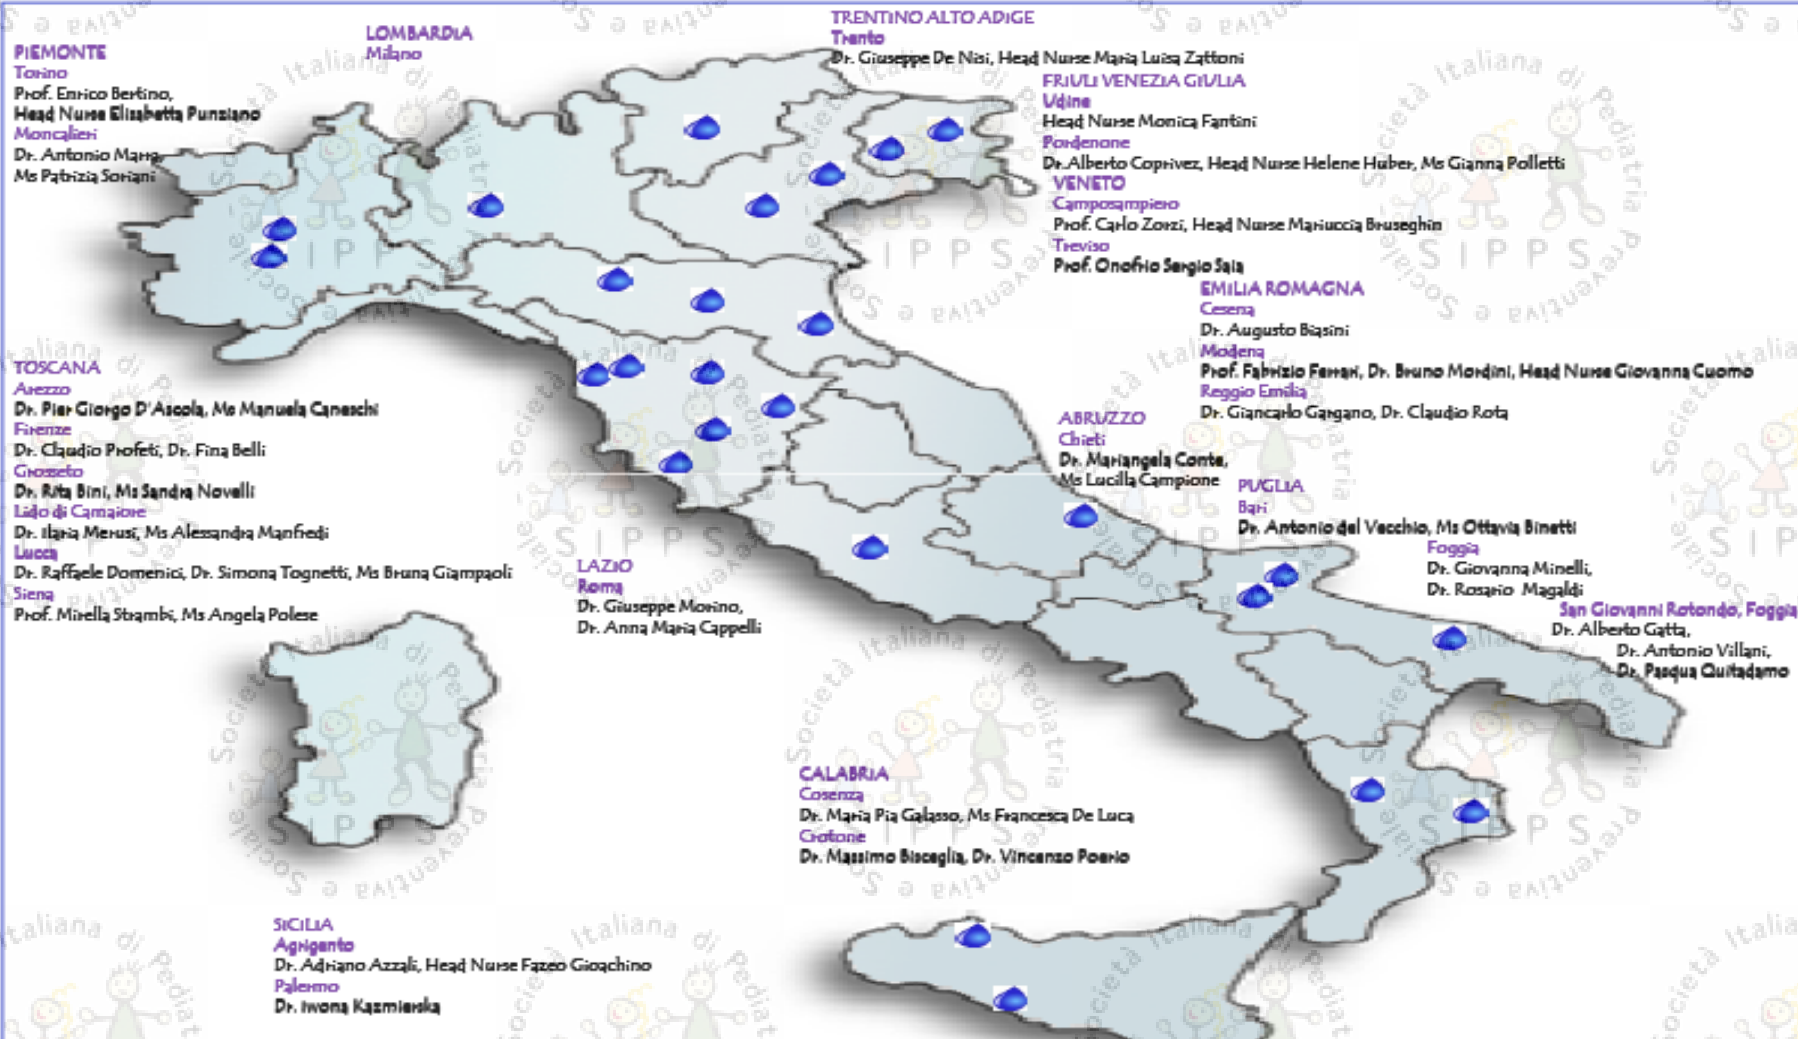 PIEMONTE
Torino
Prof. Enrico Bertino,
Head Nurse Elisabetta Punziano
Moncalieri
Dr. Antonio Marra,
Ms Patrizia Soriani
LOMBARDIA
Milano
TRENTINO ALTO ADIGE
Trento
Dr. Giuseppe De Nisi, Head Nurse Maria Luisa Zattoni
FRIULI VENEZIA GIULIA
Udine
Head Nurse Monica Fantini
Pordenone
Dr.Alberto Coprivez, Head Nurse Helene Huber, Ms Gianna Polletti
VENETO
Camposampiero
Prof. Carlo Zorzi, Head Nurse Mariuccia Bruseghin
Treviso
Prof. Onofrio Sergio Saia
EMILIA ROMAGNA
Cesena
Dr. Augusto Biasini
Modena
Prof. Fabrizio Ferrari, Dr. Bruno Mordini, Head Nurse Giovanna Cuomo
Reggio Emilia
Dr. Giancarlo Gargano, Dr. Claudio Rota
TOSCANA
Arezzo
Dr. Pier Giorgo D'Ascola, Ms Manuela Caneschi
Firenze
Dr. Claudio Profeti, Dr. Fina Belli
Grosseto
Dr. Rita Bini, Ms Sandra Novelli
Lido di Camaiore
Dr. Ilaria Merusi, Ms Alessandra Manfredi
Lucca
Dr. Raffaele Domenici, Dr. Simona Tognetti, Ms Bruna Giampaoli
Siena
Prof. Mirella Strambi, Ms Angela Polese
ABRUZZO
Chieti
Dr. Mariangela Conte,
Ms Lucilla Campione
PUGLIA
Bari
Dr. Antonio del Vecchio, Ms Ottavia Binetti
Foggia
Dr. Giovanna Minelli,
Dr. Rosario Magaldi
San Giovanni Rotondo, Foggia
Dr. Alberto Gatta,
Dr. Antonio Villani,
Dr. Pasqua Quitadamo
LAZIO
Roma
Dr. Giuseppe Morino,
Dr. Anna Maria Cappelli
CALABRIA
Cosenza
Dr. Maria Pia Galasso, Ms Francesca De Luca
Crotone
Dr. Massimo Bisceglia, Dr. Vincenzo Poerio
SICILIA
Agrigento
Dr. Adriano Azzali, Head Nurse Fazeo Gioachino
Palermo
Dr. Iwona Kazmierska
Società Italiana di Pediatria Preventiva e Sociale
SIPPS